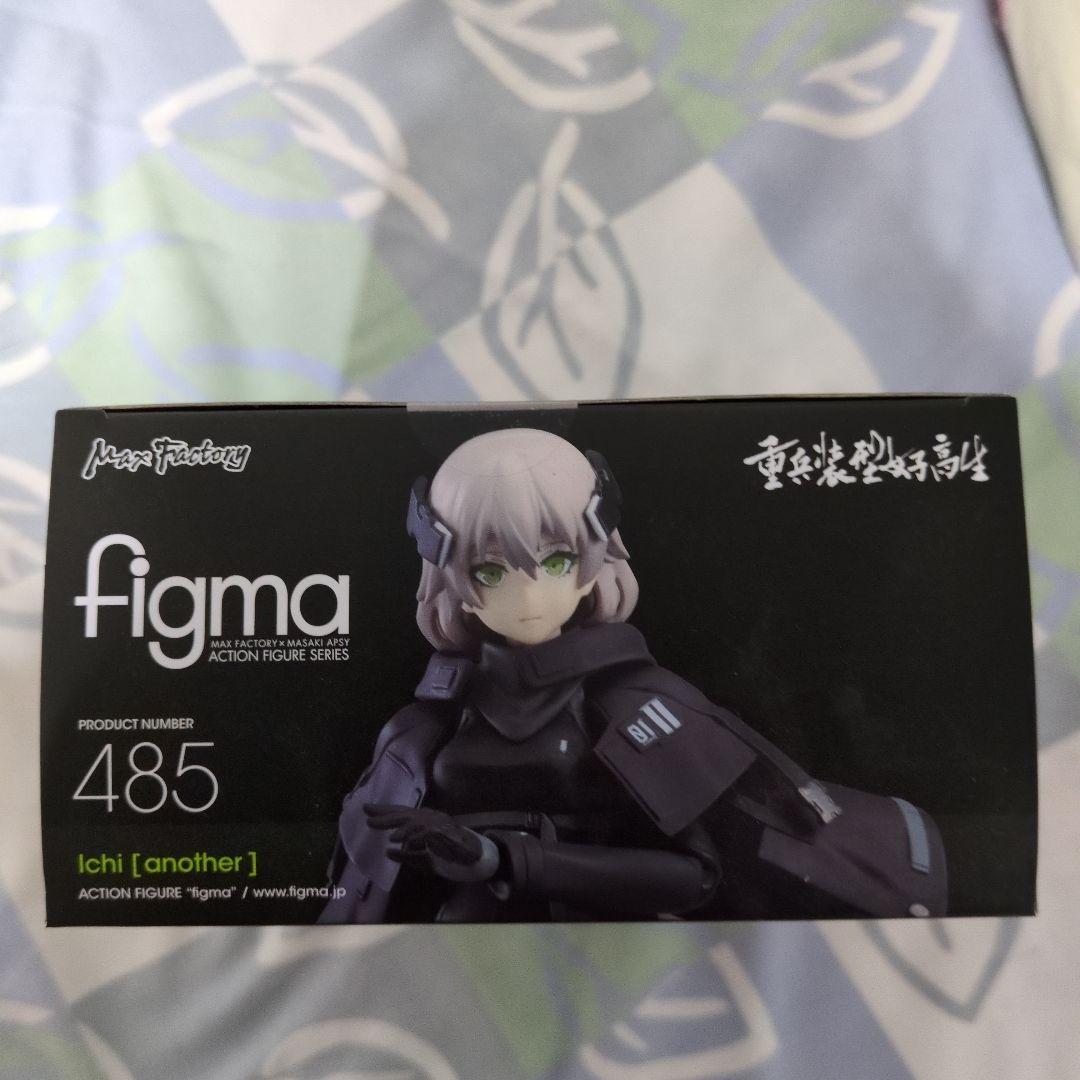 Max Factory
重兵装型女子高生
figma
MAX FACTORY × MASAKI APSY
ACTION FIGURE SERIES
PRODUCT NUMBER
485
Ichi [another]
ACTION FIGURE "figma" / www.figma.jp
01